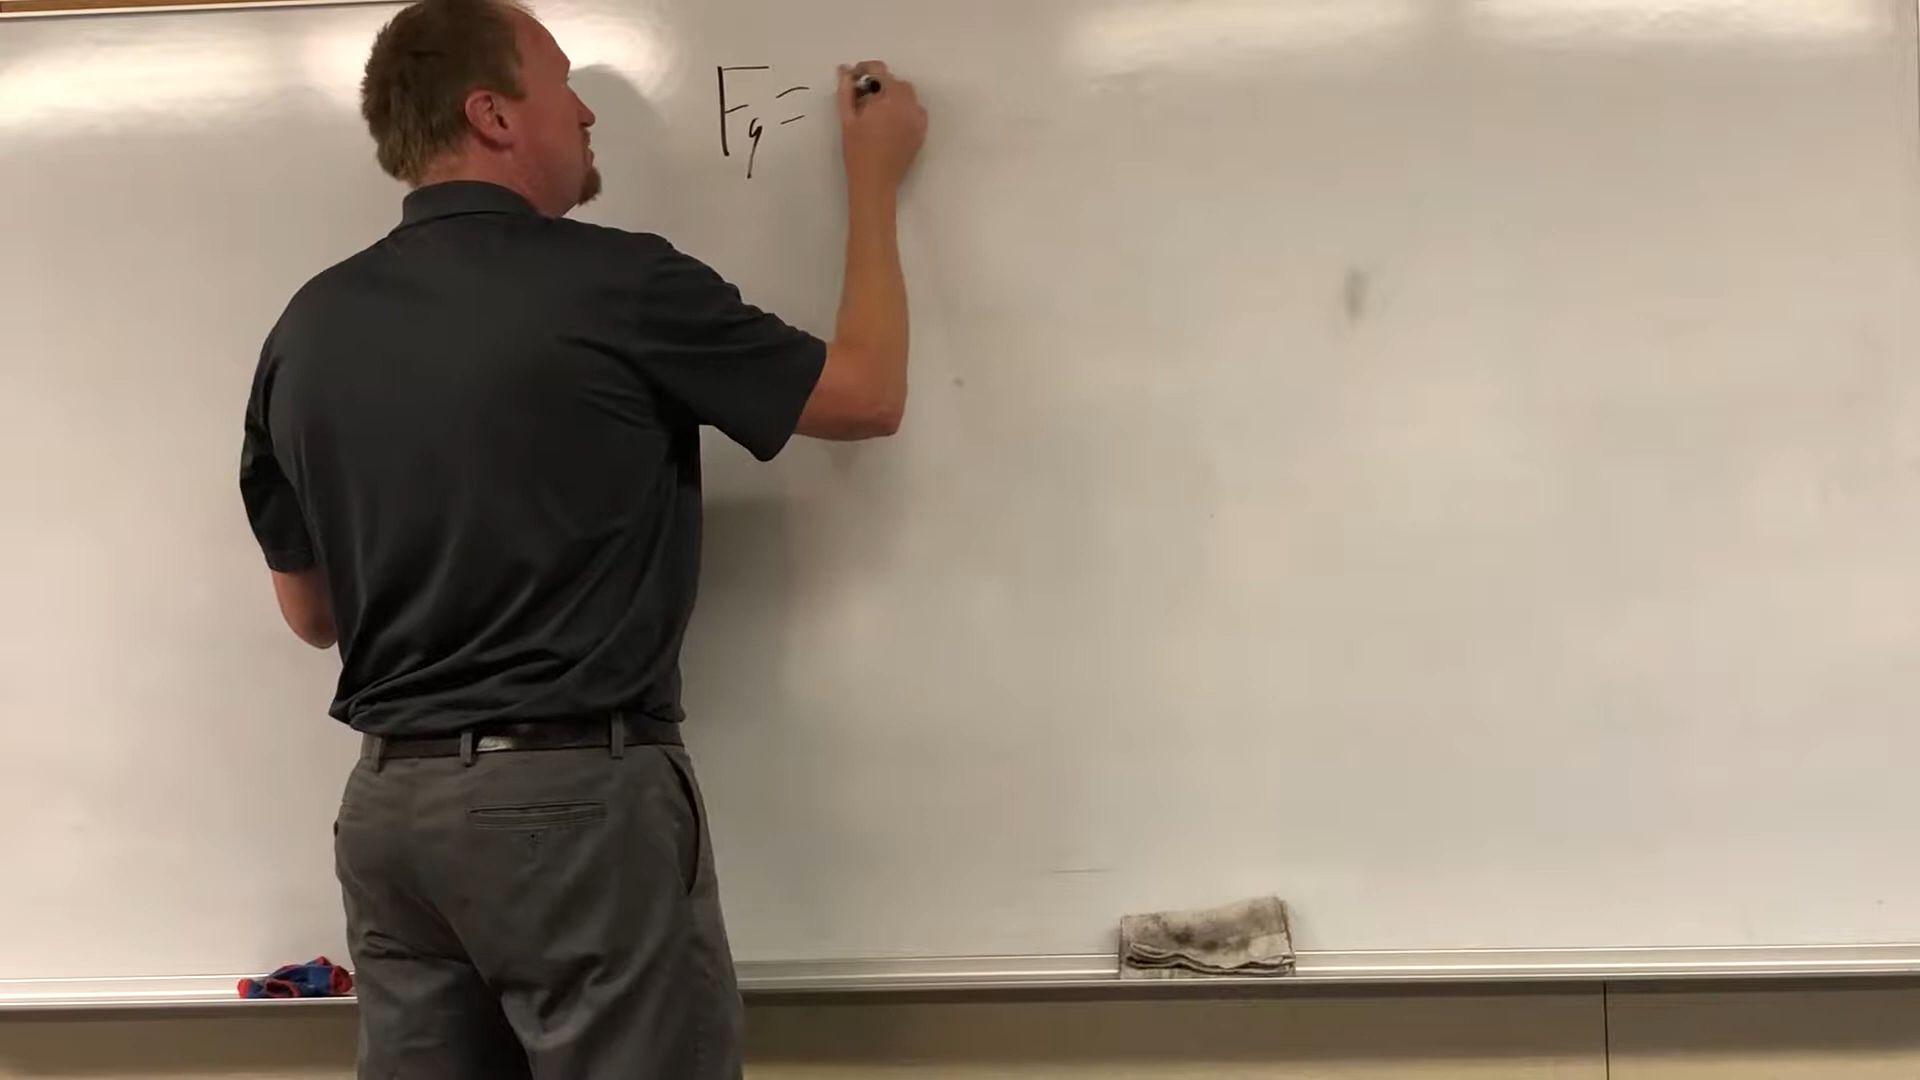 Fg =